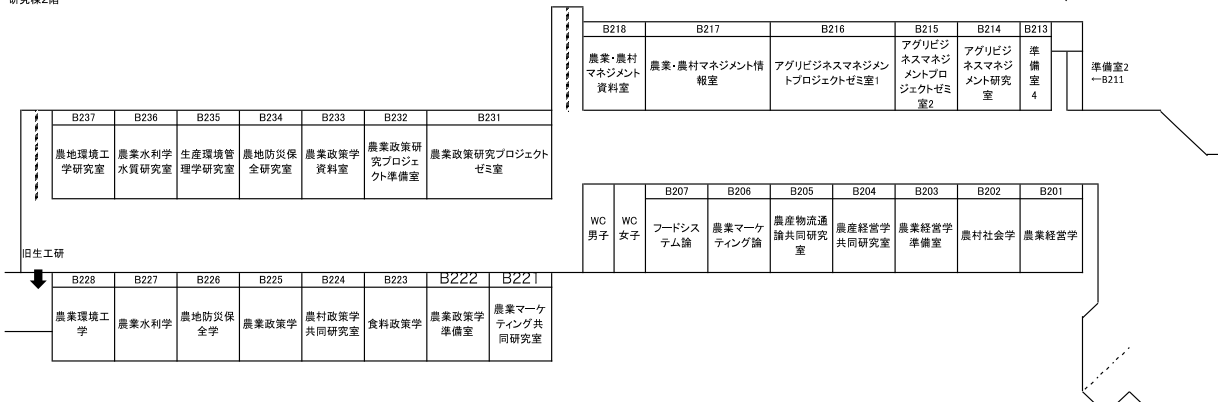 研究棟2階
B218
B217
B216
B215
B214
B213
農業・農村
マネジメント
資料室
農業・農村マネジメント情
報室
アグリビジネスマネジメン
トプロジェクトゼミ室1
アグリビジ
ネスマネジ
メントプロ
ジェクトゼミ
室2
アグリビジ
ネスマネジ
メント研究
室
準
備
室
4
準備室2
←B211
B237
B236
B235
B234
B233
B232
B231
農地環境工
学研究室
農業水利学
水質研究室
生産環境管
理学研究室
農地防災保
全研究室
農業政策学
資料室
農業政策研
究プロジェ
クト準備室
農業政策研究プロジェクト
ゼミ室
B207
B206
B205
B204
B203
B202
B201
WC
男子
WC
女子
フードシス
テム論
農業マーケ
ティング論
農産物流通
論共同研究
室
農産経営学
共同研究室
農業経営学
準備室
農村社会学
農業経営学
旧生工研
B228
B227
B226
B225
B224
B223
B222
B221
農業環境工
学
農業水利学
農地防災保
全学
農業政策学
農村政策学
共同研究室
食料政策学
農業政策学
準備室
農業マーケ
ティング共
同研究室